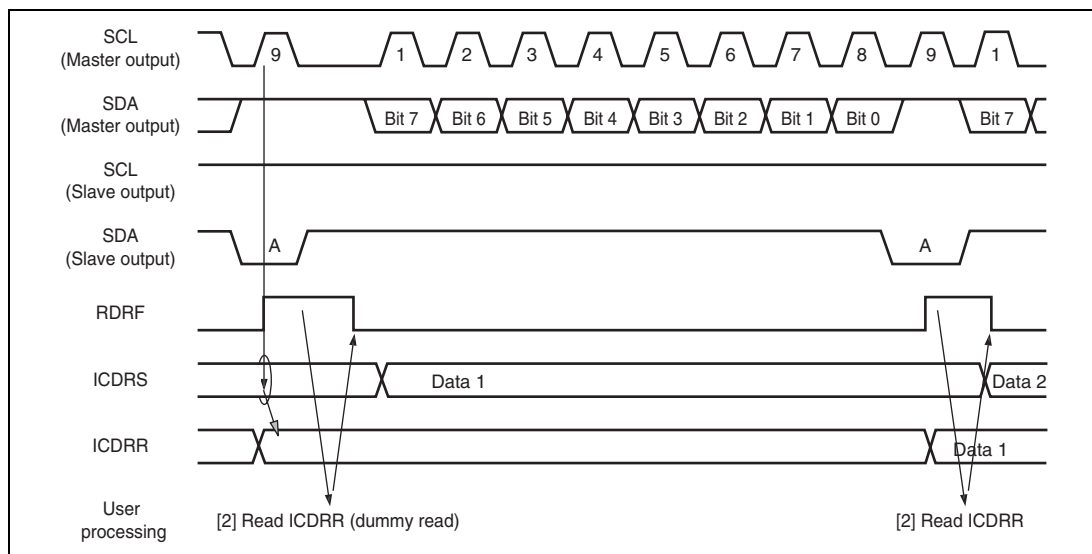 SCL
(Master output)
9 1 2 3 4 5 6 7 8 9 1
SDA
(Master output)
Bit 7 Bit 6 Bit 5 Bit 4 Bit 3 Bit 2 Bit 1 Bit 0 Bit 7
SCL
(Slave output)
SDA
(Slave output)
A A
RDRF
ICDRS
Data 1 Data 2
ICDRR
Data 1
User
processing
[2] Read ICDRR (dummy read) [2] Read ICDRR